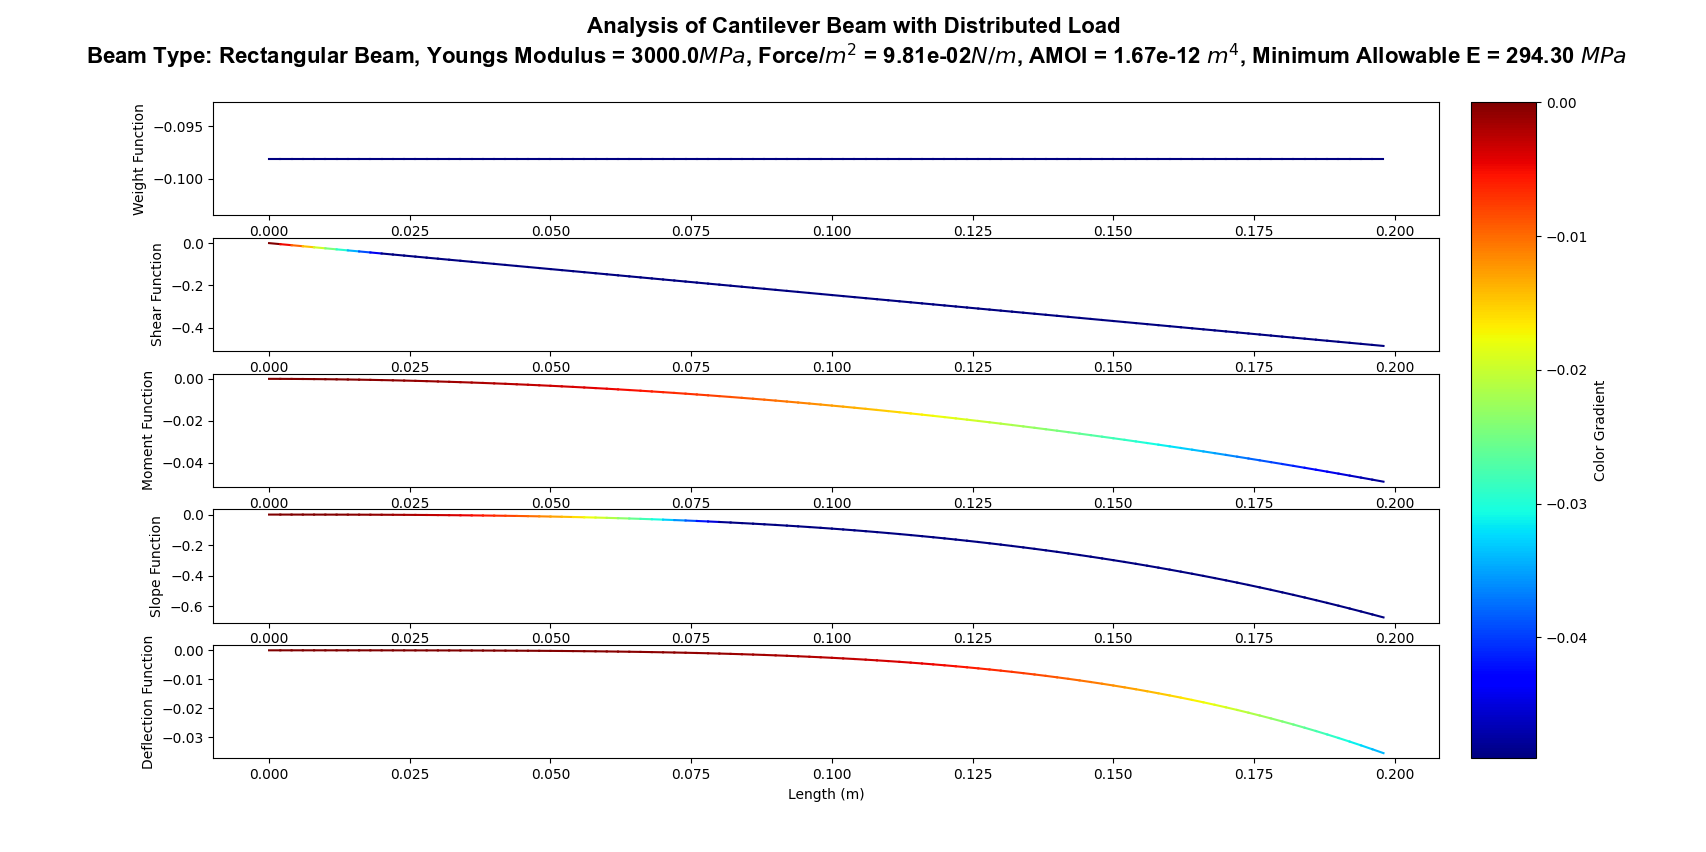 Analysis of Cantilever Beam with Distributed Load
Beam Type: Rectangular Beam, Youngs Modulus = 3000.0MPa, Force/m² = 9.81e-02N/m, AMOI = 1.67e-12 m⁴, Minimum Allowable E = 294.30 MPa
Weight Function
−0.095
−0.100
0.000 0.025 0.050 0.075 0.100 0.125 0.150 0.175 0.200
Shear Function
0.0
−0.2
−0.4
0.000 0.025 0.050 0.075 0.100 0.125 0.150 0.175 0.200
Moment Function
0.00
−0.02
−0.04
0.000 0.025 0.050 0.075 0.100 0.125 0.150 0.175 0.200
Slope Function
0.0
−0.2
−0.4
−0.6
0.000 0.025 0.050 0.075 0.100 0.125 0.150 0.175 0.200
Deflection Function
0.00
−0.01
−0.02
−0.03
0.000 0.025 0.050 0.075 0.100 0.125 0.150 0.175 0.200
Length (m)
0.00
−0.01
−0.02
−0.03
−0.04
Color Gradient